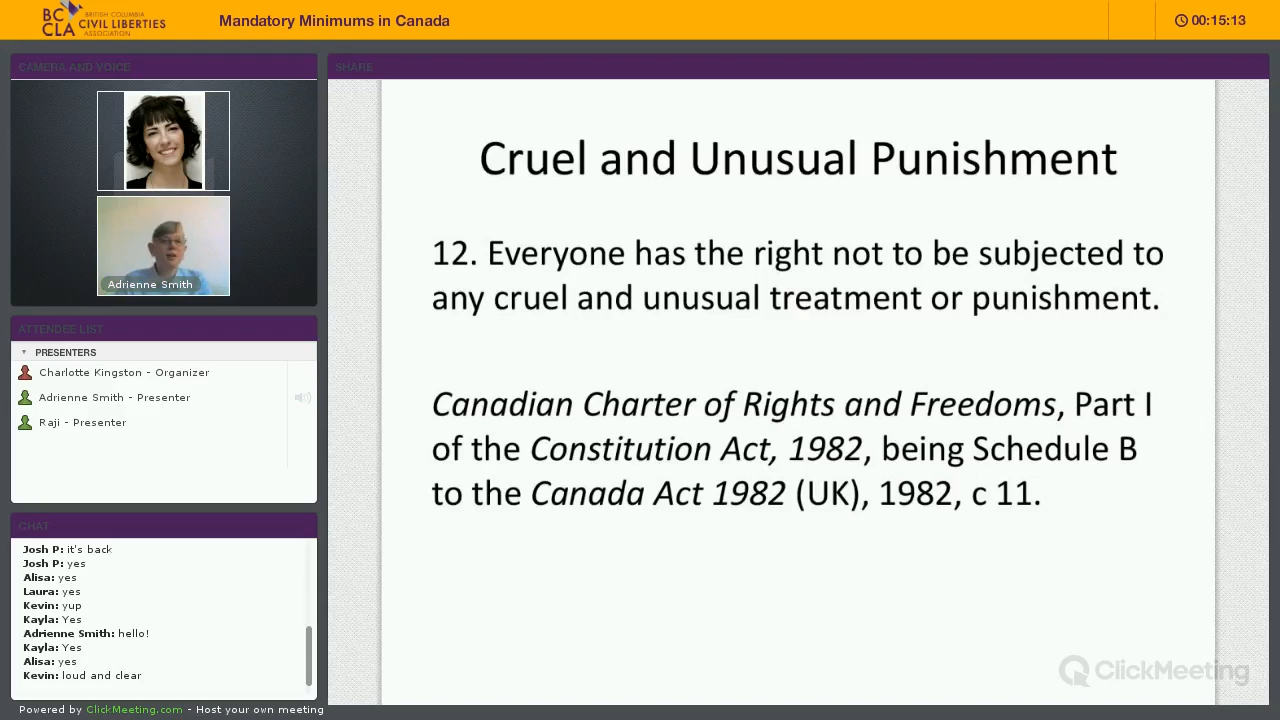 BC
CLA
BRITISH COLUMBIA
CIVIL LIBERTIES
ASSOCIATION
Mandatory Minimums in Canada
00:15:13
CAMERA AND VOICE
Adrienne Smith
ATTENDEE LIST
PRESENTERS
Charlotte Kingston - Organizer
Adrienne Smith - Presenter
Raji - Presenter
CHAT
Josh P: it's back
Josh P: yes
Alisa: yes
Laura: yes
Kevin: yup
Kayla: Yes
Adrienne Smith: hello!
Kayla: Yes
Alisa: yes
Kevin: loud and clear
Powered by ClickMeeting.com - Host your own meeting
SHARE
Cruel and Unusual Punishment
12. Everyone has the right not to be subjected to
any cruel and unusual treatment or punishment.
Canadian Charter of Rights and Freedoms, Part I
of the Constitution Act, 1982, being Schedule B
to the Canada Act 1982 (UK), 1982, c 11.
ClickMeeting